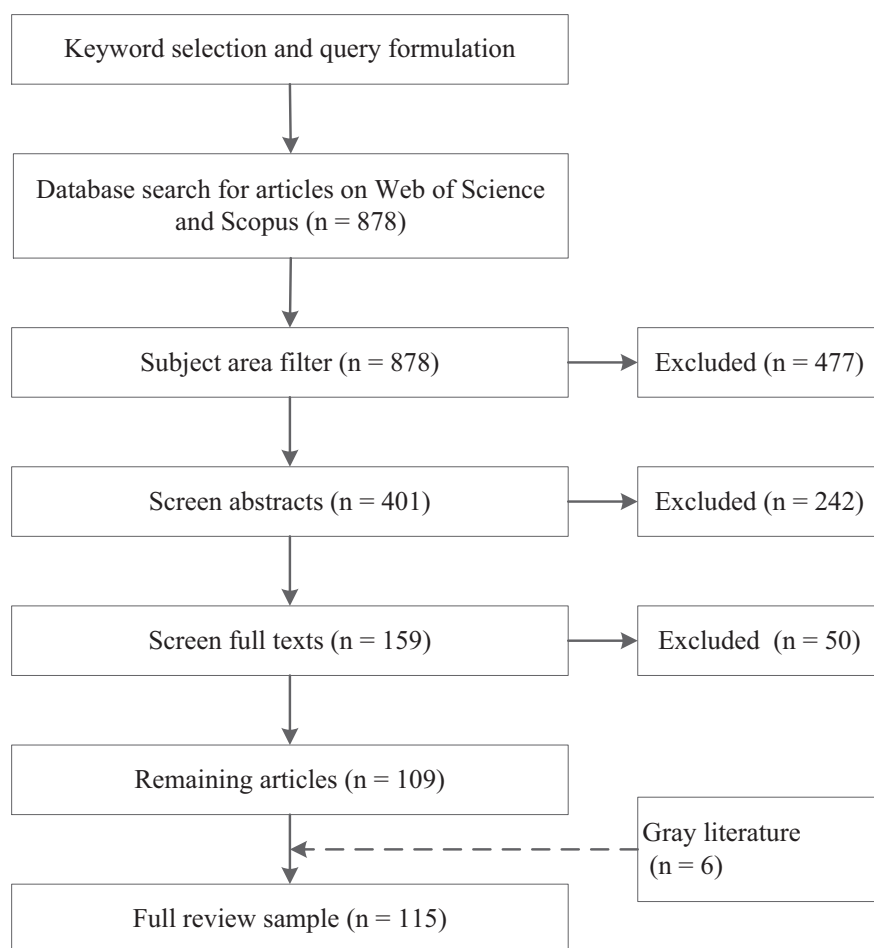 Keyword selection and query formulation
Database search for articles on Web of Science
and Scopus (n = 878)
Subject area filter (n = 878)
Excluded (n = 477)
Screen abstracts (n = 401)
Excluded (n = 242)
Screen full texts (n = 159)
Excluded (n = 50)
Remaining articles (n = 109)
Gray literature
(n = 6)
Full review sample (n = 115)